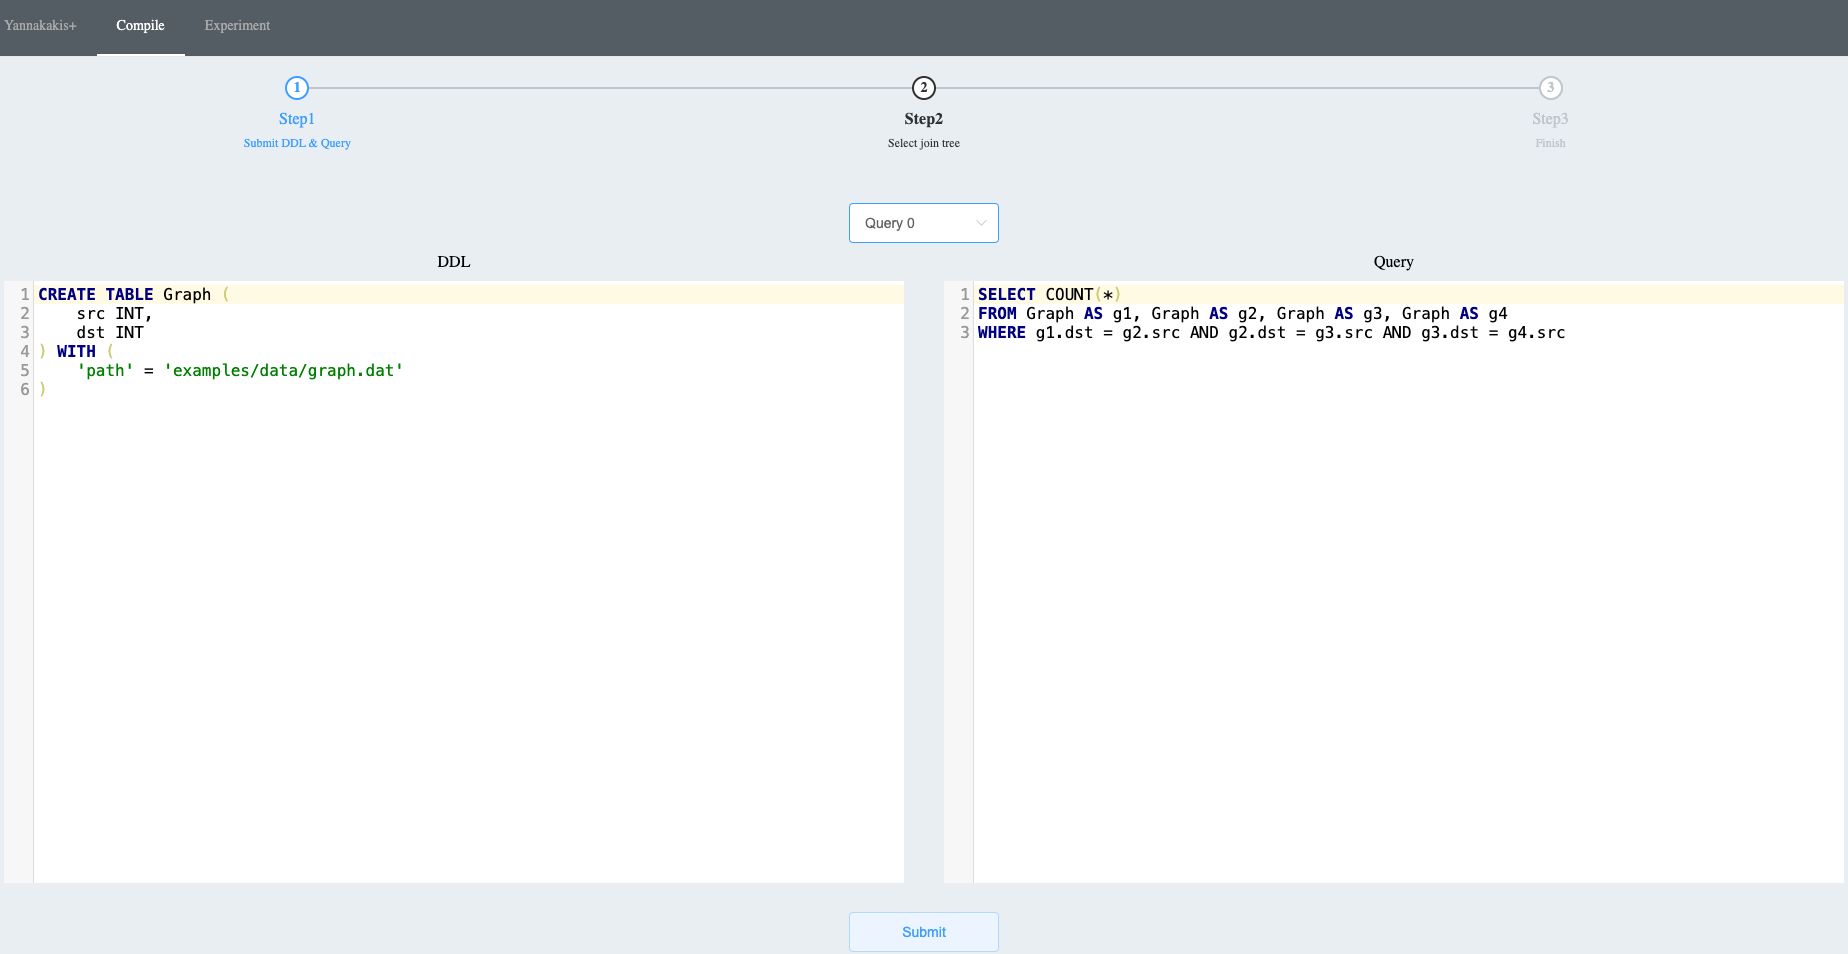 Yannakakis+ Compile Experiment
1 2 3
Step1 Step2 Step3
Submit DDL & Query Select join tree Finish
Query 0
DDL
1 CREATE TABLE Graph (
2     src INT,
3     dst INT
4 ) WITH (
5     'path' = 'examples/data/graph.dat'
6 )
Query
1 SELECT COUNT(*)
2 FROM Graph AS g1, Graph AS g2, Graph AS g3, Graph AS g4
3 WHERE g1.dst = g2.src AND g2.dst = g3.src AND g3.dst = g4.src
Submit